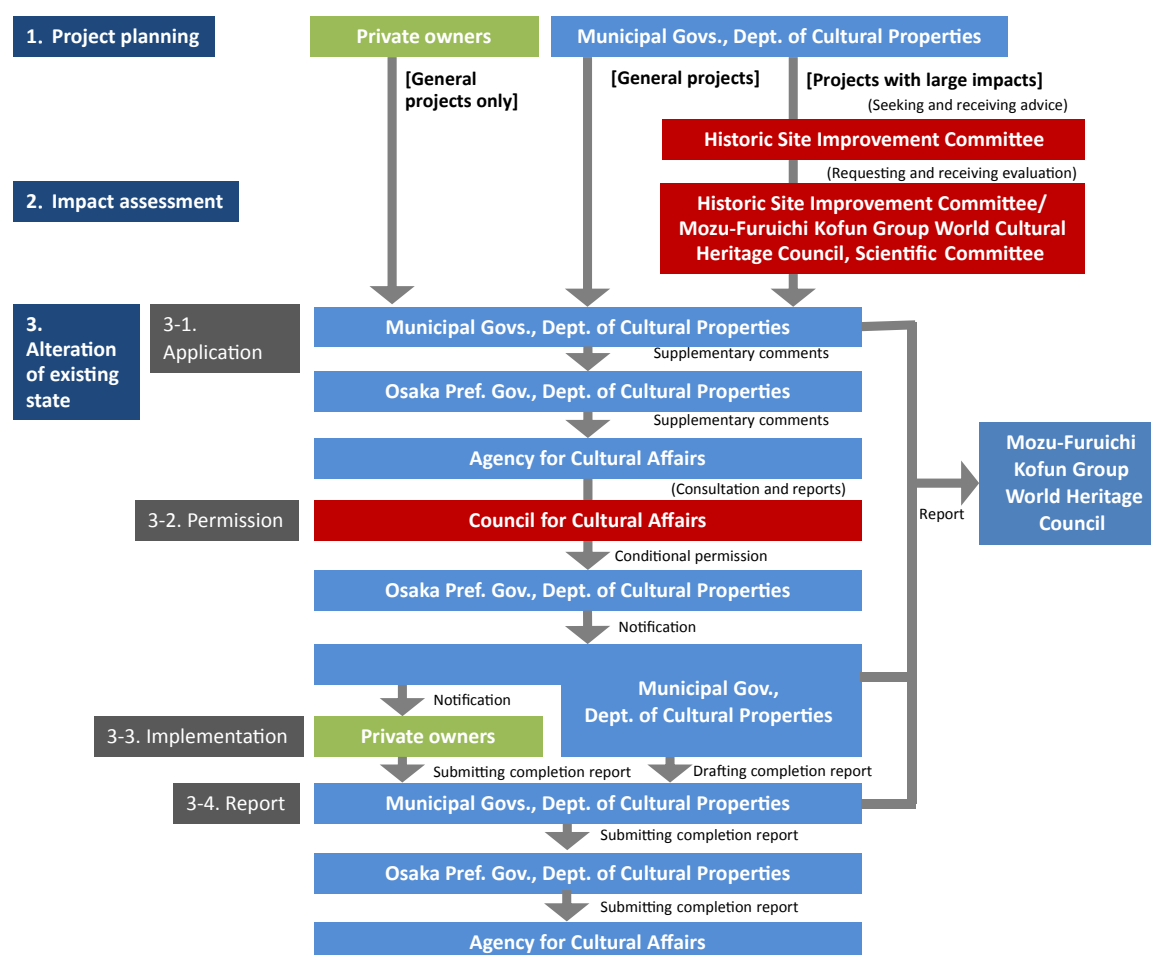 1. Project planning
Private owners
Municipal Govs., Dept. of Cultural Properties
[General
projects only]
[General projects]
[Projects with large impacts]
(Seeking and receiving advice)
Historic Site Improvement Committee
(Requesting and receiving evaluation)
2. Impact assessment
Historic Site Improvement Committee/
Mozu-Furuichi Kofun Group World Cultural
Heritage Council, Scientific Committee
3.
Alteration
of existing
state
3-1.
Application
Municipal Govs., Dept. of Cultural Properties
Supplementary comments
Osaka Pref. Gov., Dept. of Cultural Properties
Supplementary comments
Agency for Cultural Affairs
(Consultation and reports)
3-2. Permission
Council for Cultural Affairs
Conditional permission
Osaka Pref. Gov., Dept. of Cultural Properties
Notification
Municipal Gov.,
Dept. of Cultural Properties
Notification
3-3. Implementation
Private owners
Submitting completion report
Drafting completion report
3-4. Report
Municipal Govs., Dept. of Cultural Properties
Submitting completion report
Osaka Pref. Gov., Dept. of Cultural Properties
Submitting completion report
Agency for Cultural Affairs
Report
Mozu-Furuichi
Kofun Group
World Heritage
Council